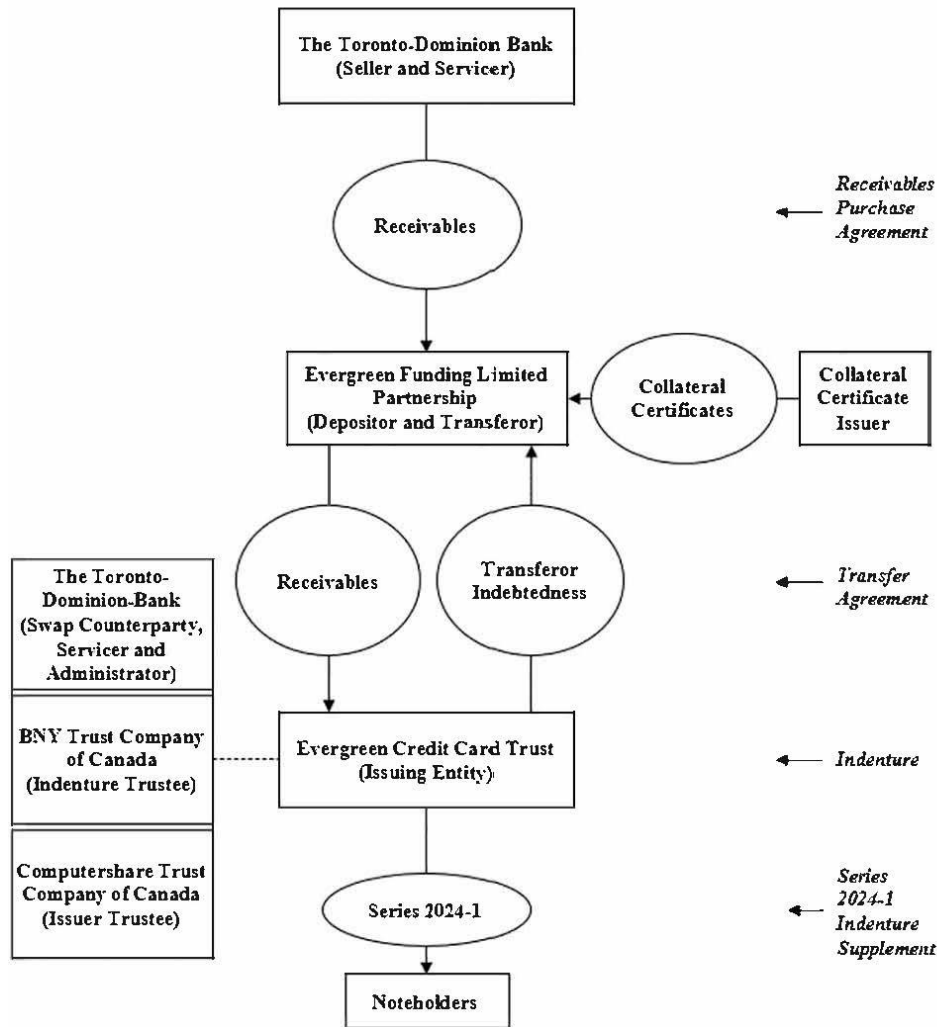 The Toronto-Dominion Bank
(Seller and Servicer)
Receivables
Receivables
Purchase
Agreement
Evergreen Funding Limited
Partnership
(Depositor and Transferor)
Collateral
Certificates
Collateral
Certificate
Issuer
Receivables
Transferor
Indebtedness
Transfer
Agreement
The Toronto-
Dominion-Bank
(Swap Counterparty,
Servicer and
Administrator)
BNY Trust Company
of Canada
(Indenture Trustee)
Evergreen Credit Card Trust
(Issuing Entity)
Indenture
Computershare Trust
Company of Canada
(Issuer Trustee)
Series 2024-1
Series
2024-1
Indenture
Supplement
Noteholders